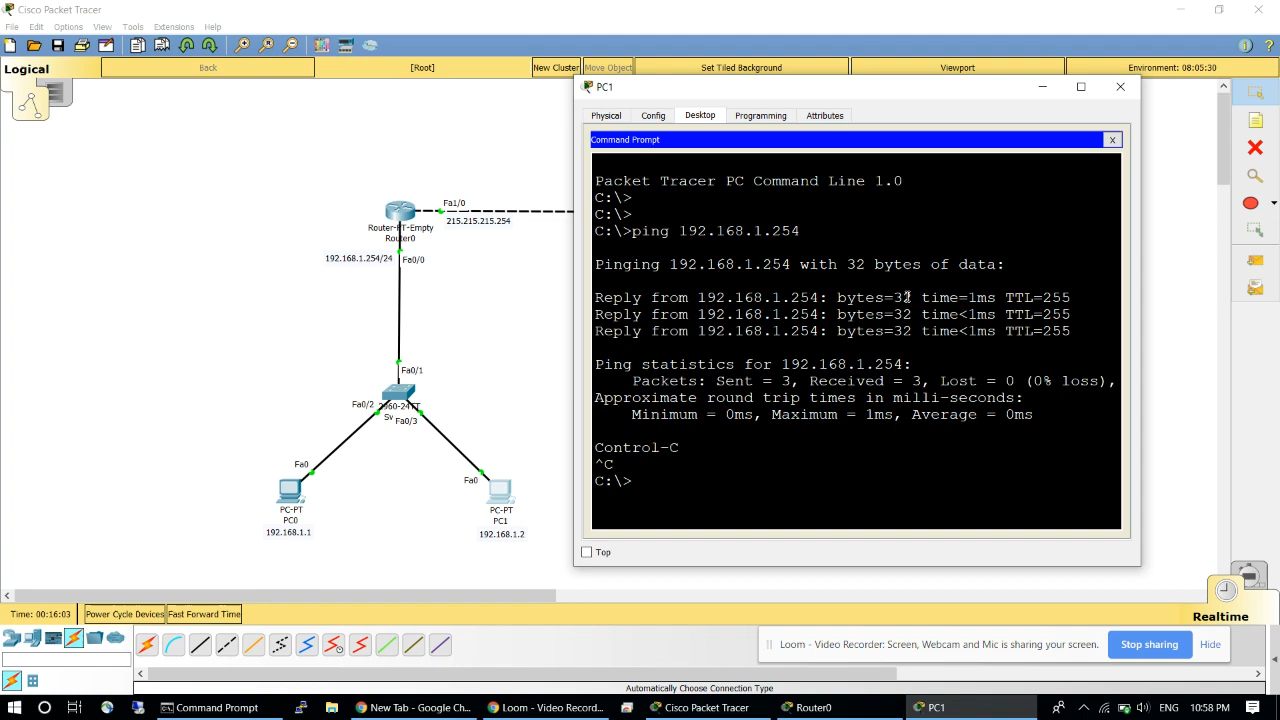 Cisco Packet Tracer
File Edit Options View Tools Extensions Help
Logical
Back
[Root]
New Cluster
Move Object
Set Tiled Background
Viewport
Environment: 08:05:30
Fa1/0
215.215.215.254
Router-PT-Empty
Router0
192.168.1.254/24
Fa0/0
Fa0/1
Fa0/2
2960-24TT
Sv
Fa0/3
Fa0
Fa0
PC-PT
PC0
192.168.1.1
PC-PT
PC1
192.168.1.2
PC1
Physical Config Desktop Programming Attributes
Command Prompt
X
Packet Tracer PC Command Line 1.0
C:\>
C:\>
C:\>ping 192.168.1.254
Pinging 192.168.1.254 with 32 bytes of data:
Reply from 192.168.1.254: bytes=32 time=1ms TTL=255
Reply from 192.168.1.254: bytes=32 time<1ms TTL=255
Reply from 192.168.1.254: bytes=32 time<1ms TTL=255
Ping statistics for 192.168.1.254:
Packets: Sent = 3, Received = 3, Lost = 0 (0% loss),
Approximate round trip times in milli-seconds:
Minimum = 0ms, Maximum = 1ms, Average = 0ms
Control-C
^C
C:\>
Top
Time: 00:16:03
Power Cycle Devices
Fast Forward Time
Realtime
Loom - Video Recorder: Screen, Webcam and Mic is sharing your screen.
Stop sharing
Hide
Automatically Choose Connection Type
Command Prompt
New Tab - Google Ch...
Loom - Video Record...
Cisco Packet Tracer
Router0
PC1
ENG
10:58 PM